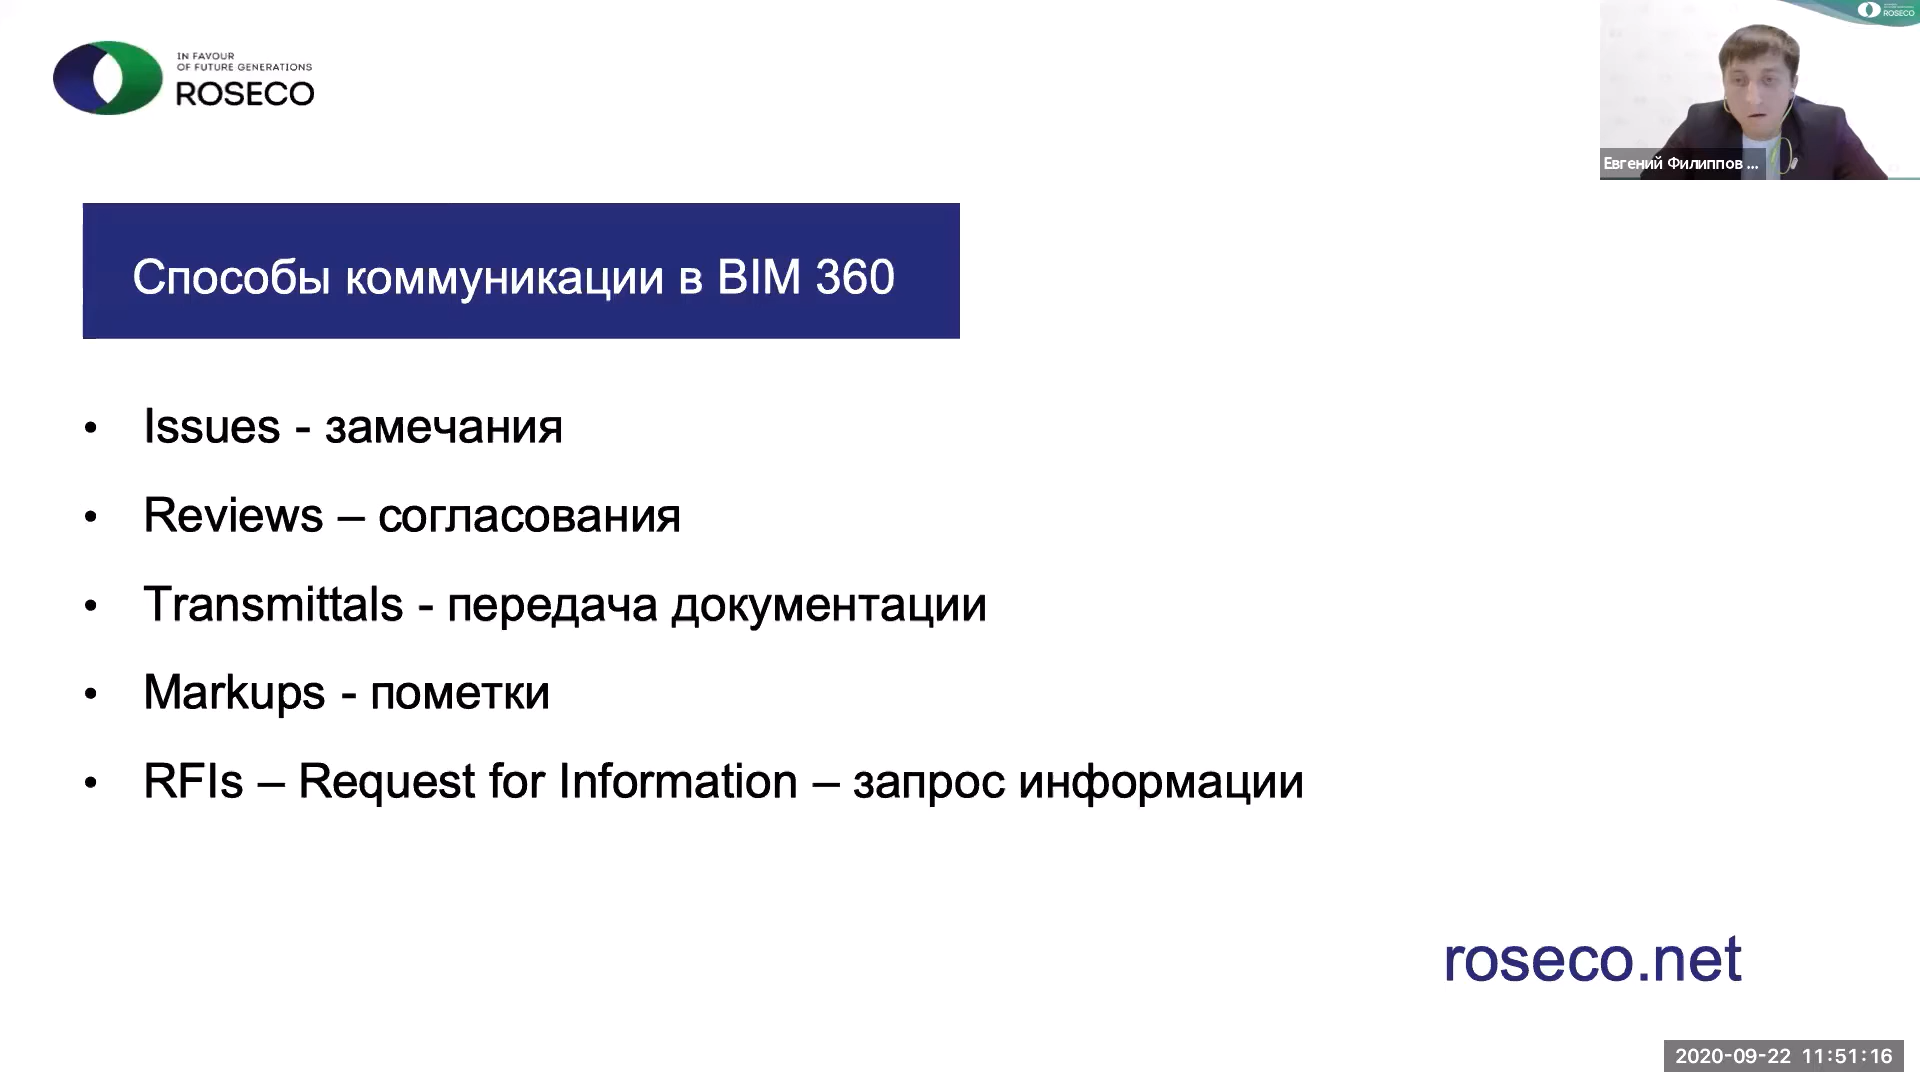 IN FAVOUR
OF FUTURE GENERATIONS
ROSECO
ROSECO
Евгений Филиппов ...
Способы коммуникации в BIM 360
• Issues - замечания
• Reviews – согласования
• Transmittals - передача документации
• Markups - пометки
• RFIs – Request for Information – запрос информации
roseco.net
2020-09-22 11:51:16